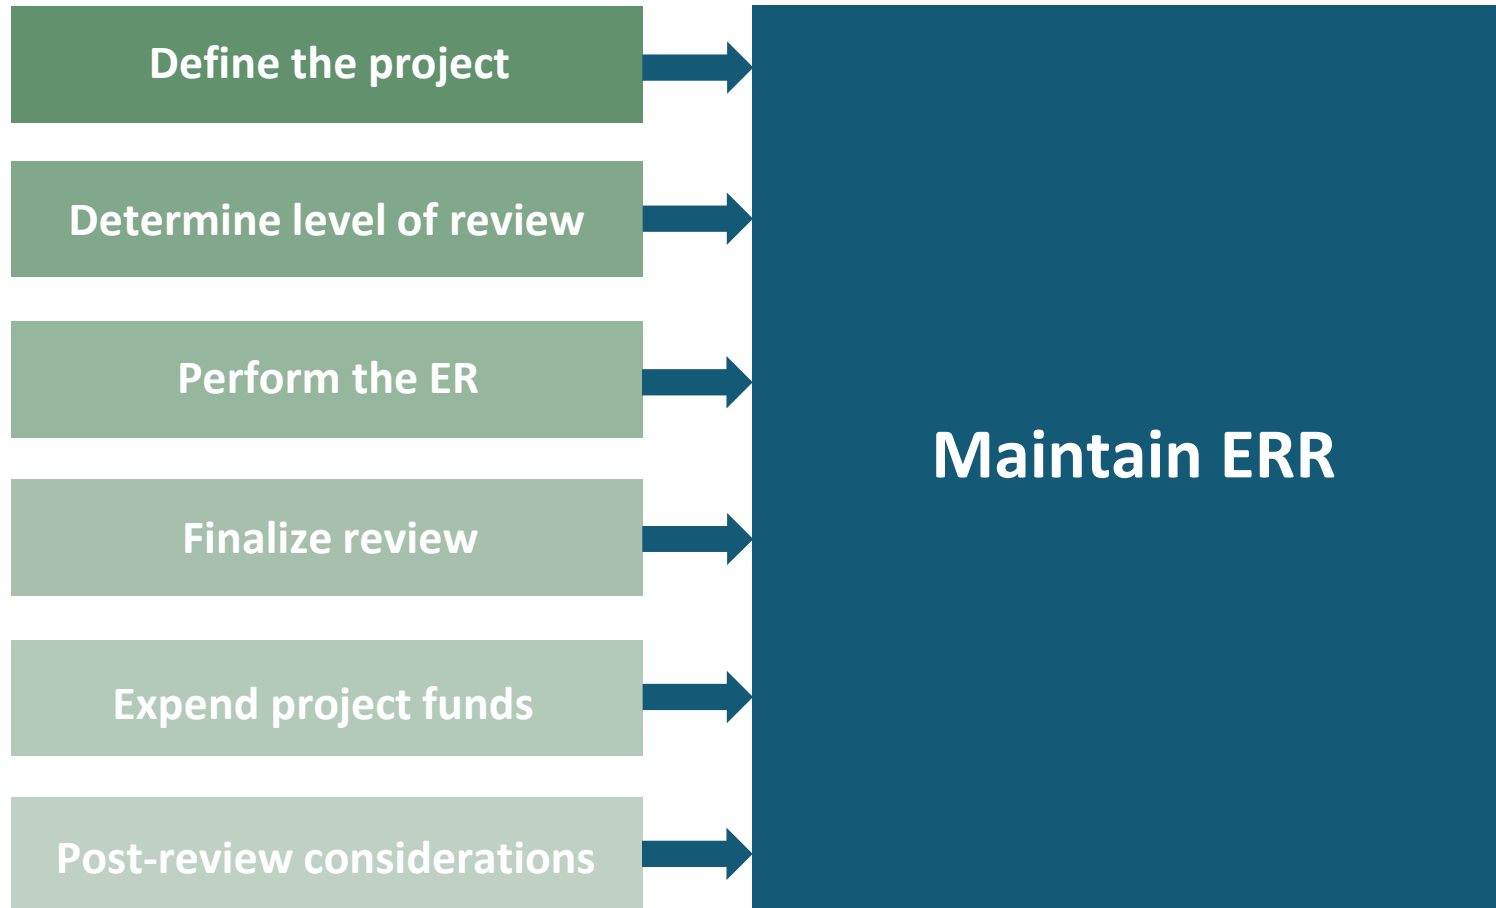 Define the project
Determine level of review
Perform the ER
Finalize review
Expend project funds
Post-review considerations
Maintain ERR